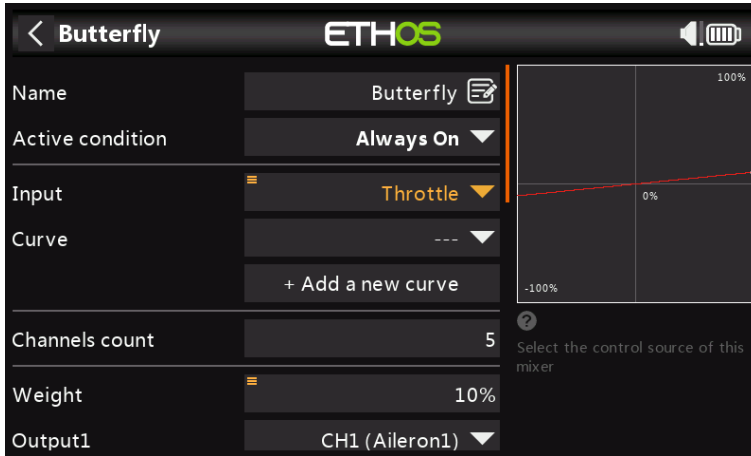 Butterfly
ETHOS
Name
Butterfly
Active condition
Always On
Input
Throttle
Curve
---
+ Add a new curve
Channels count
5
Weight
10%
Output1
CH1 (Aileron1)
100%
0%
-100%
?
Select the control source of this
mixer